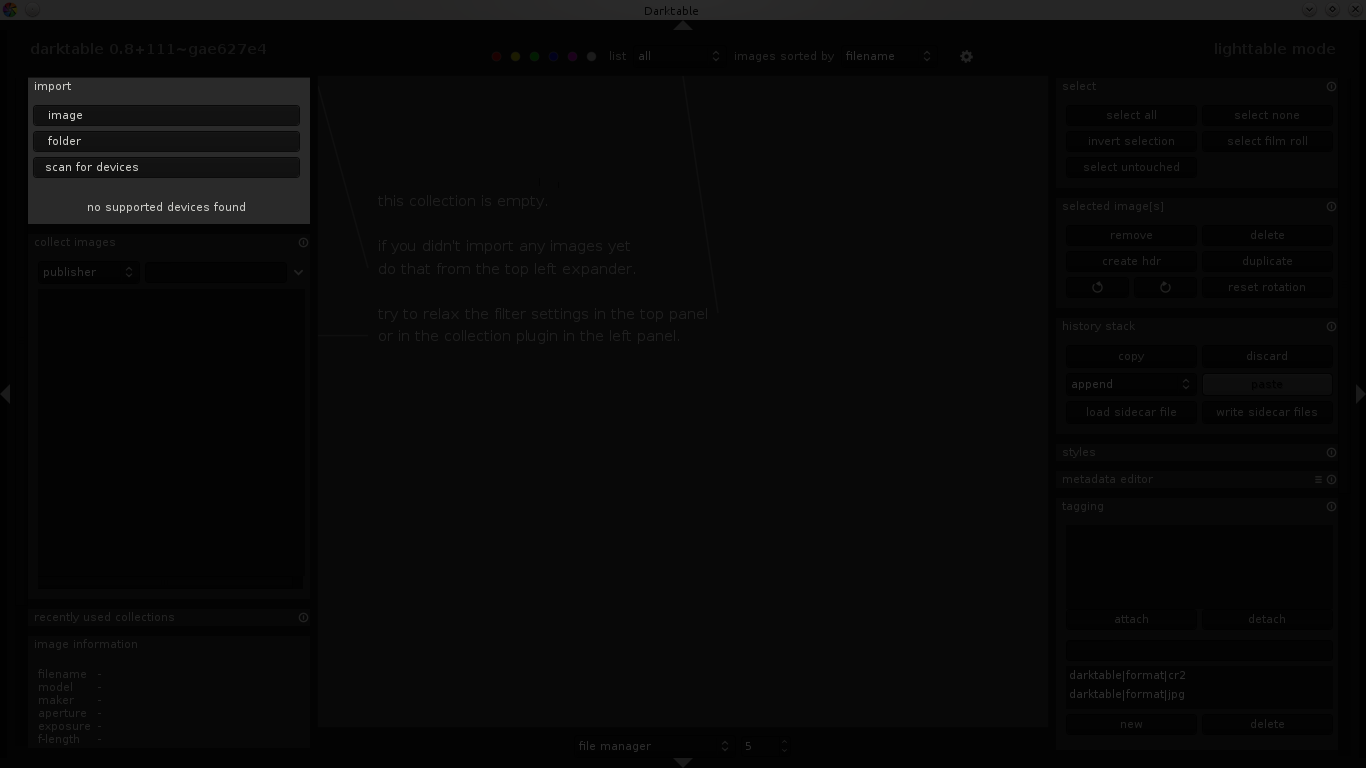 Darktable
darktable 0.8+111~gae627e4
list all images sorted by filename
lighttable mode
import
image
folder
scan for devices
no supported devices found
collect images
publisher
recently used collections
image information
filename -
model -
maker -
aperture -
exposure -
f-length -
this collection is empty.
if you didn't import any images yet
do that from the top left expander.
try to relax the filter settings in the top panel
or in the collection plugin in the left panel.
file manager 5
select
select all select none
invert selection select film roll
select untouched
selected image[s]
remove delete
create hdr duplicate
reset rotation
history stack
copy discard
append paste
load sidecar file write sidecar files
styles
metadata editor
tagging
attach detach
darktable|format|cr2
darktable|format|jpg
new delete